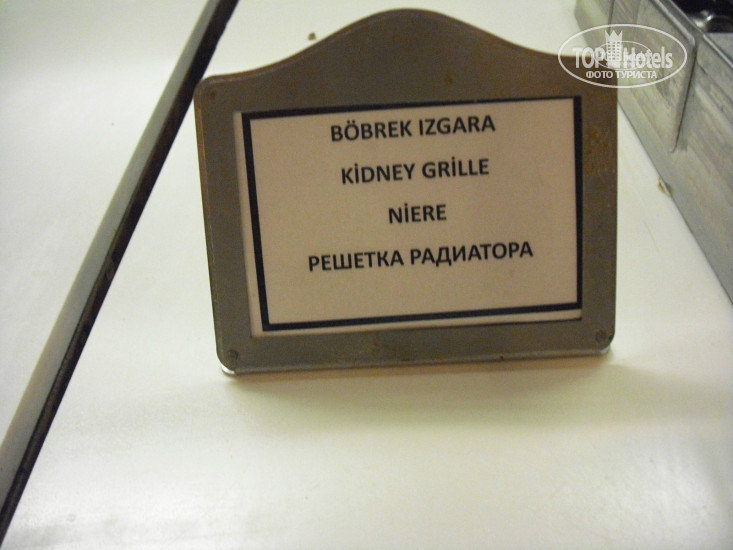 TOPHotels
ФОТО ТУРИСТА
BÖBREK IZGARA
KİDNEY GRİLLE
NİERE
РЕШЕТКА РАДИАТОРА